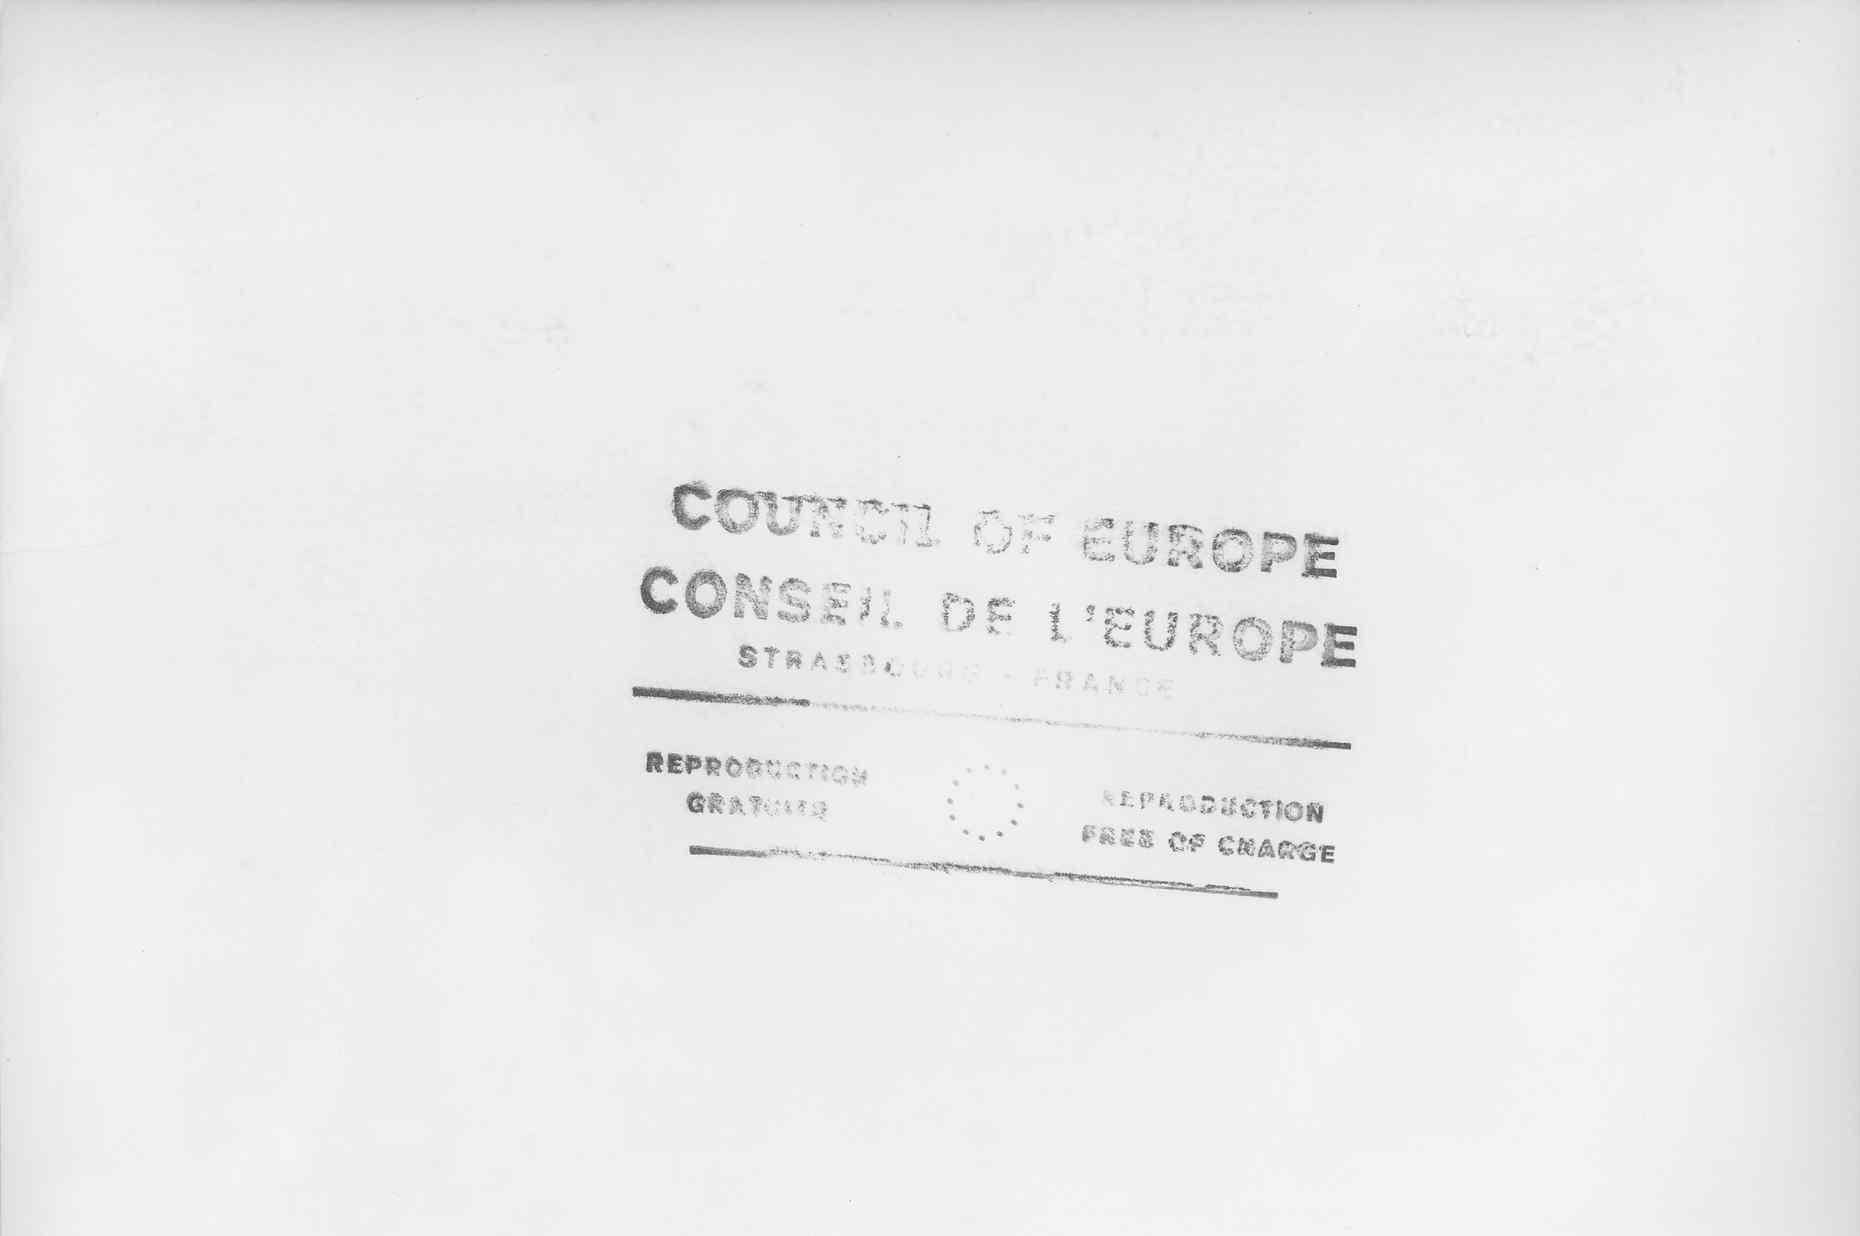 COUNCIL OF EUROPE
CONSEIL DE L'EUROPE
STRASBOURG - FRANCE
REPRODUCTION
GRATUITE
REPRODUCTION
FREE OF CHARGE